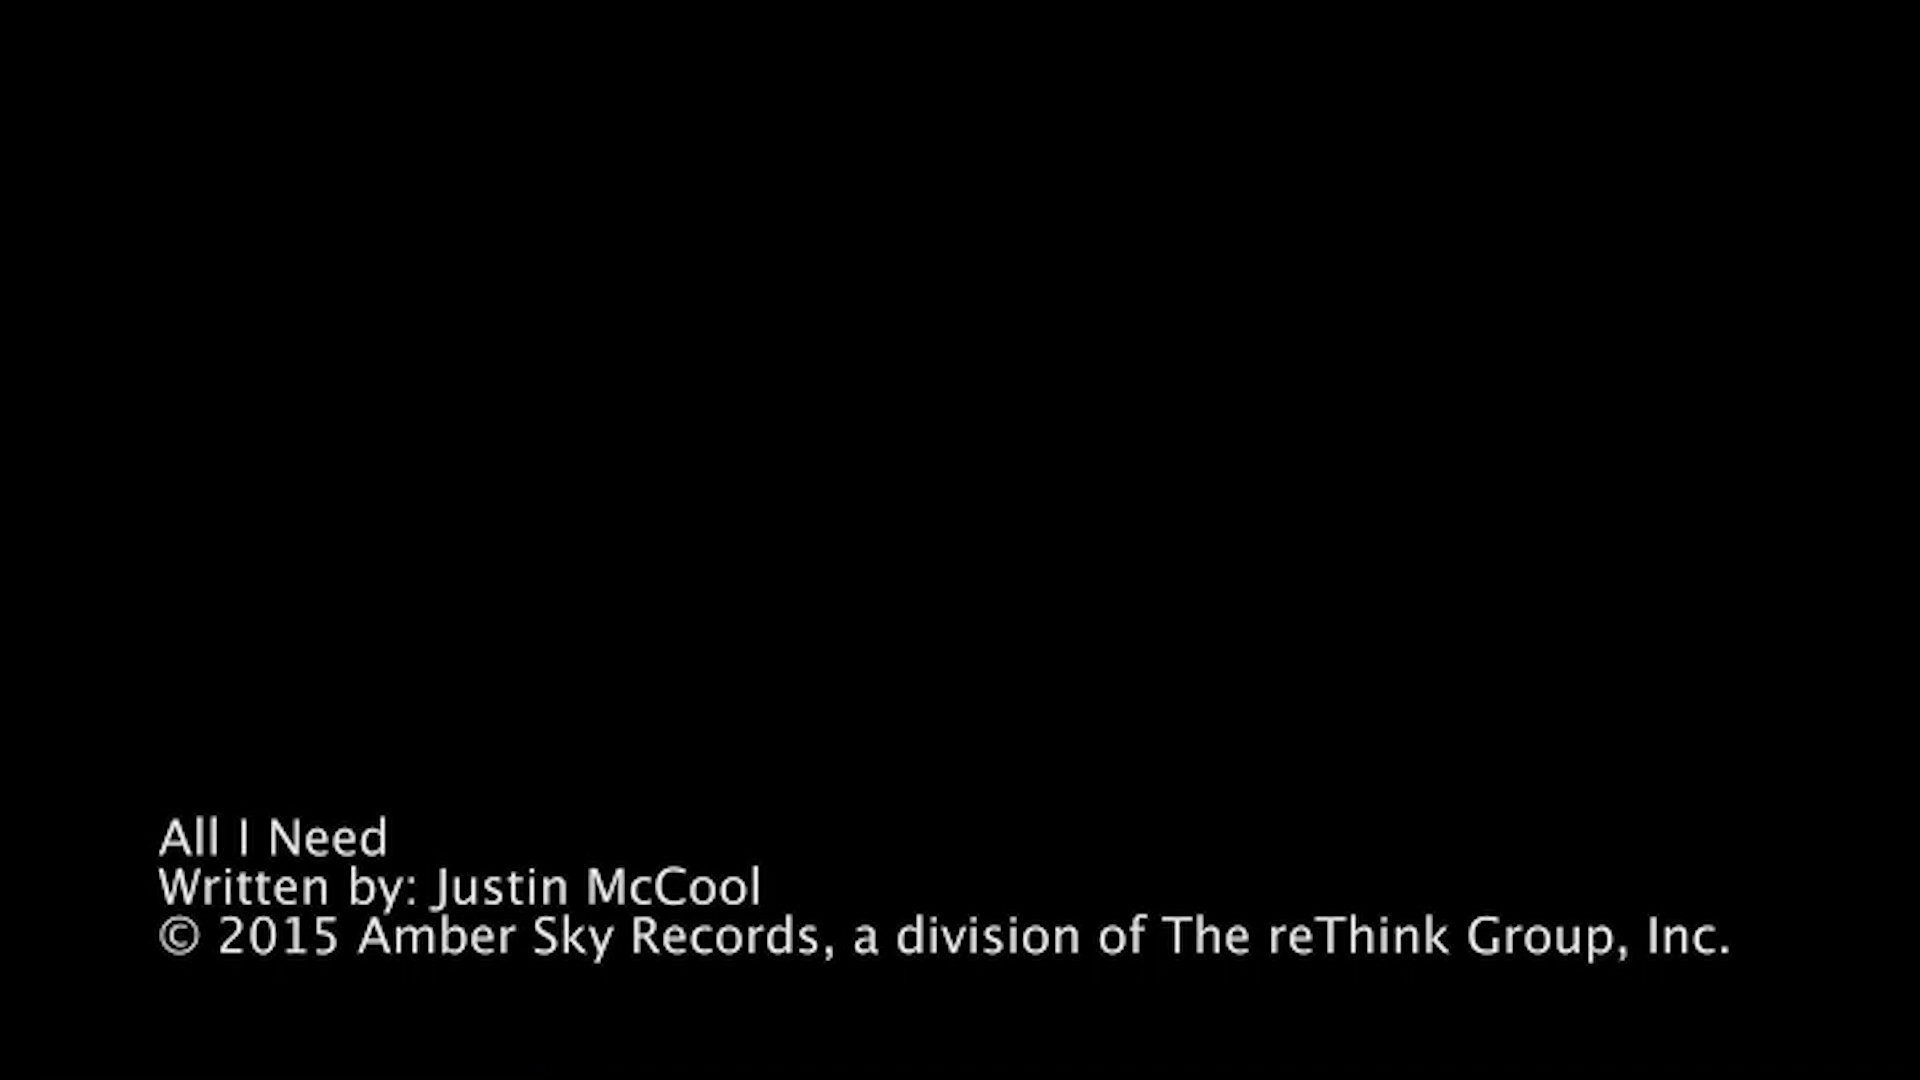 All I Need
Written by: Justin McCool
© 2015 Amber Sky Records, a division of The reThink Group, Inc.